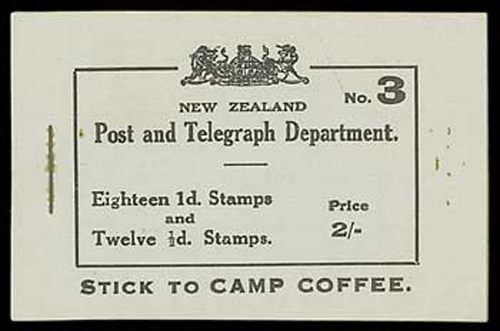 NEW ZEALAND No. 3
Post and Telegraph Department.
Eighteen 1d. Stamps
and
Twelve ½d. Stamps.
Price
2/-
STICK TO CAMP COFFEE.